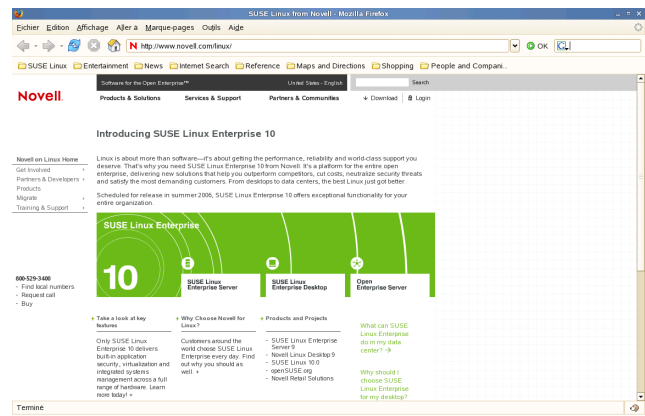 SUSE Linux from Novell - Mozilla Firefox
Fichier Edition Affichage Aller à Marque-pages Outils Aide
http://www.novell.com/linux/
OK
SUSE Linux Entertainment News Internet Search Reference Maps and Directions Shopping People and Compani..
Software for the Open Enterprise™ United States - English Search
Novell.
Products & Solutions Services & Support Partners & Communities Download Login
Introducing SUSE Linux Enterprise 10
Novell on Linux Home
Get Involved
Partners & Developers
Products
Migrate
Training & Support
Linux is about more than software—it's about getting the performance, reliability and world-class support you
deserve. That's why you need SUSE Linux Enterprise 10 from Novell. It's a platform for the entire open
enterprise, delivering new solutions that help you outperform competitors, cut costs, neutralize security threats
and satisfy the most demanding customers. From desktops to data centers, the best Linux just got better.
Scheduled for release in summer 2006, SUSE Linux Enterprise 10 offers exceptional functionality for your
entire organization.
SUSE Linux Enterprise
10
SUSE Linux
Enterprise Server
SUSE Linux
Enterprise Desktop
Open
Enterprise Server
800-529-3400
- Find local numbers
- Request call
- Buy
+ Take a look at key
features
Only SUSE Linux
Enterprise 10 delivers
built-in application
security, virtualization and
integrated systems
management across a full
range of hardware. Learn
more today! +
+ Why Choose Novell for
Linux?
Customers around the
world choose SUSE Linux
Enterprise every day. Find
out why you should as
well. +
+ Products and Projects
- SUSE Linux Enterprise
Server 9
- Novell Linux Desktop 9
- SUSE Linux 10.0
- openSUSE.org
- Novell Retail Solutions
What can SUSE
Linux Enterprise
do in my data
center? →
Why should I
choose SUSE
Linux Enterprise
for my desktop?
Terminé